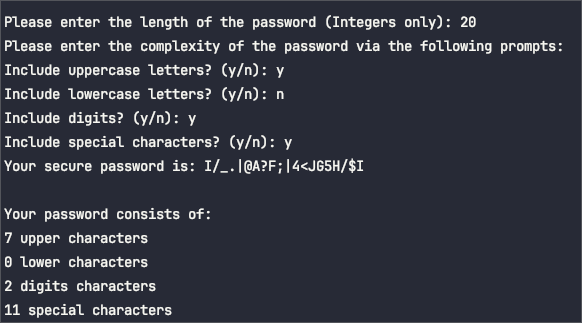 Please enter the length of the password (Integers only): 20
Please enter the complexity of the password via the following prompts:
Include uppercase letters? (y/n): y
Include lowercase letters? (y/n): n
Include digits? (y/n): y
Include special characters? (y/n): y
Your secure password is: I/_.|@A?F;|4<JG5H/$I
Your password consists of:
7 upper characters
0 lower characters
2 digits characters
11 special characters